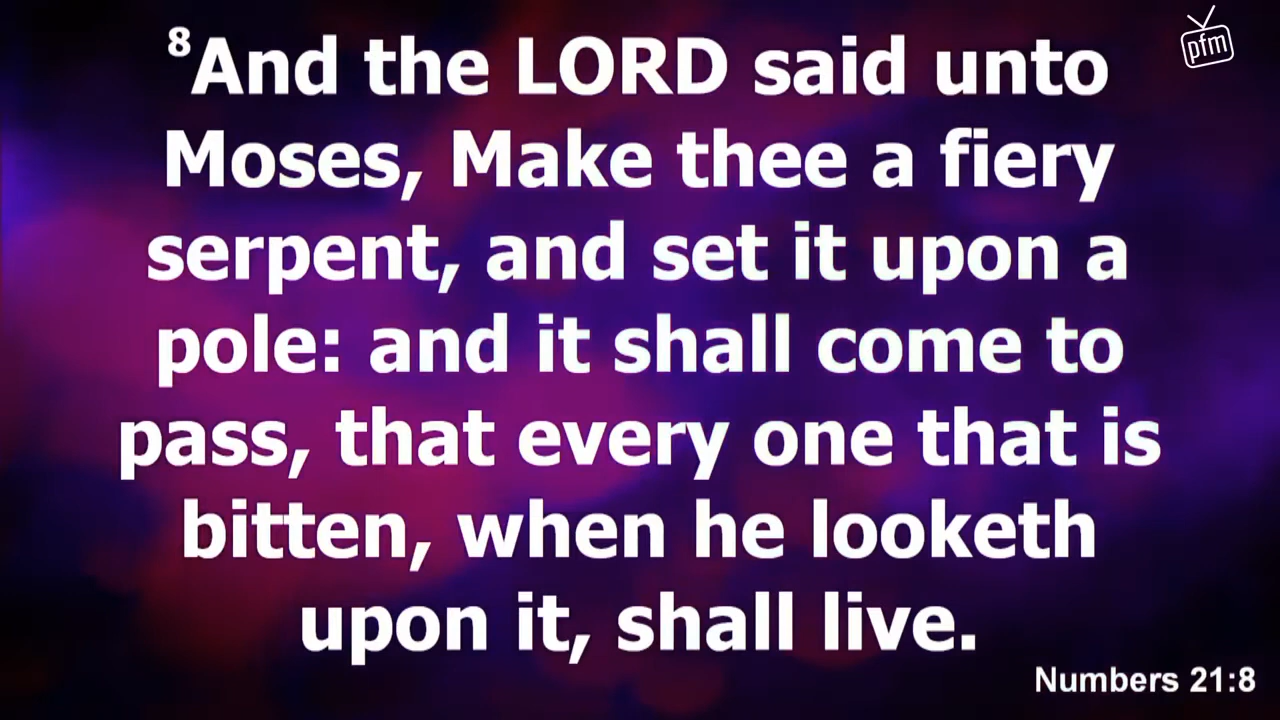 8And the LORD said unto
Moses, Make thee a fiery
serpent, and set it upon a
pole: and it shall come to
pass, that every one that is
bitten, when he looketh
upon it, shall live.
Numbers 21:8
pfm